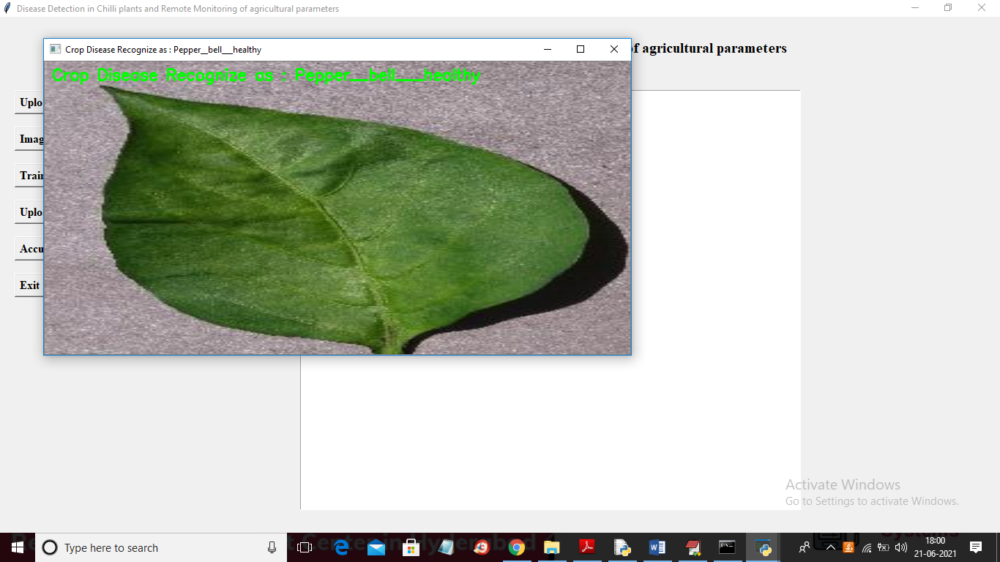 Disease Detection in Chilli plants and Remote Monitoring of agricultural parameters
of agricultural parameters
Crop Disease Recognize as : Pepper__bell___healthy
Crop Disease Recognize as : Pepper__bell___healthy
Uplo
Imag
Train
Uplo
Accu
Exit
Activate Windows
Go to Settings to activate Windows.
Type here to search
18:00
21-06-2021